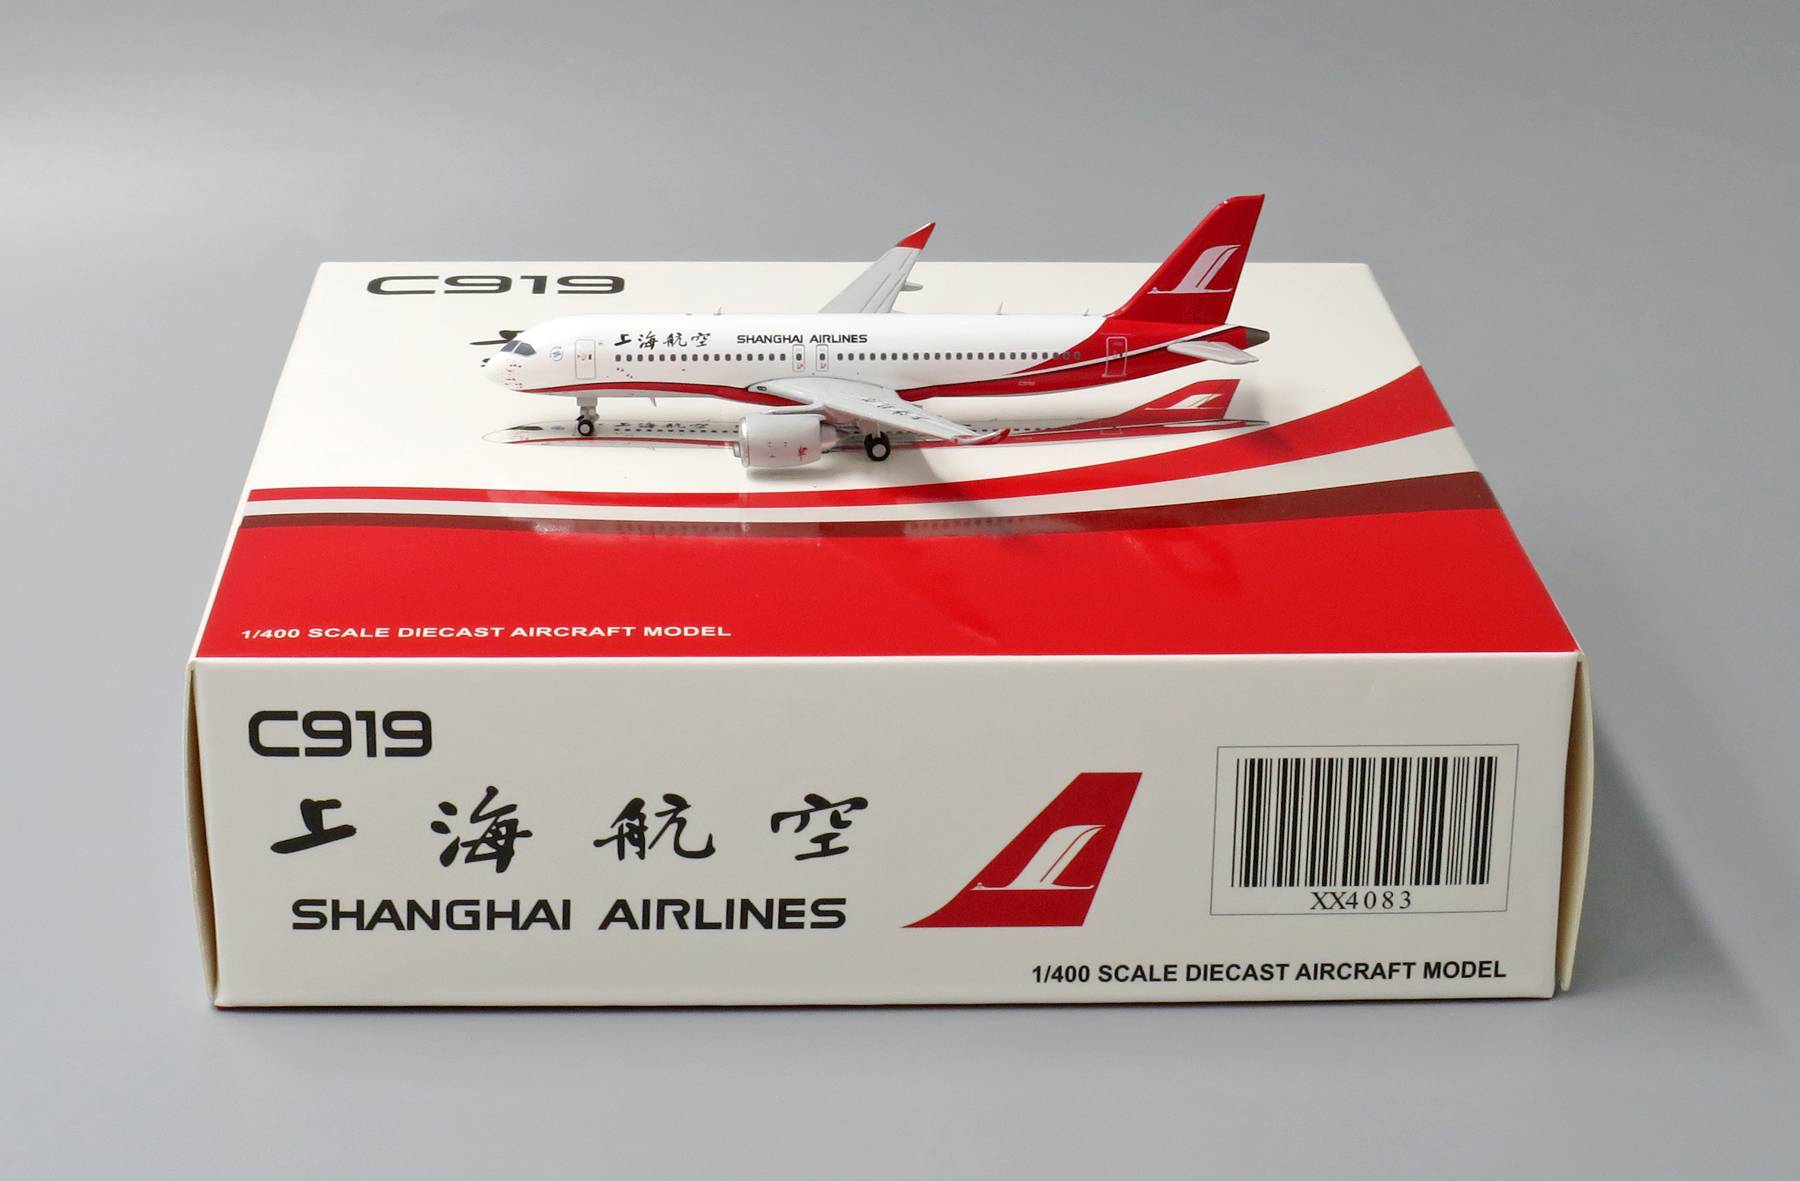 C919
上海航空 SHANGHAI AIRLINES
C919
1/400 SCALE DIECAST AIRCRAFT MODEL
C919
上海航空
SHANGHAI AIRLINES
XX4083
1/400 SCALE DIECAST AIRCRAFT MODEL